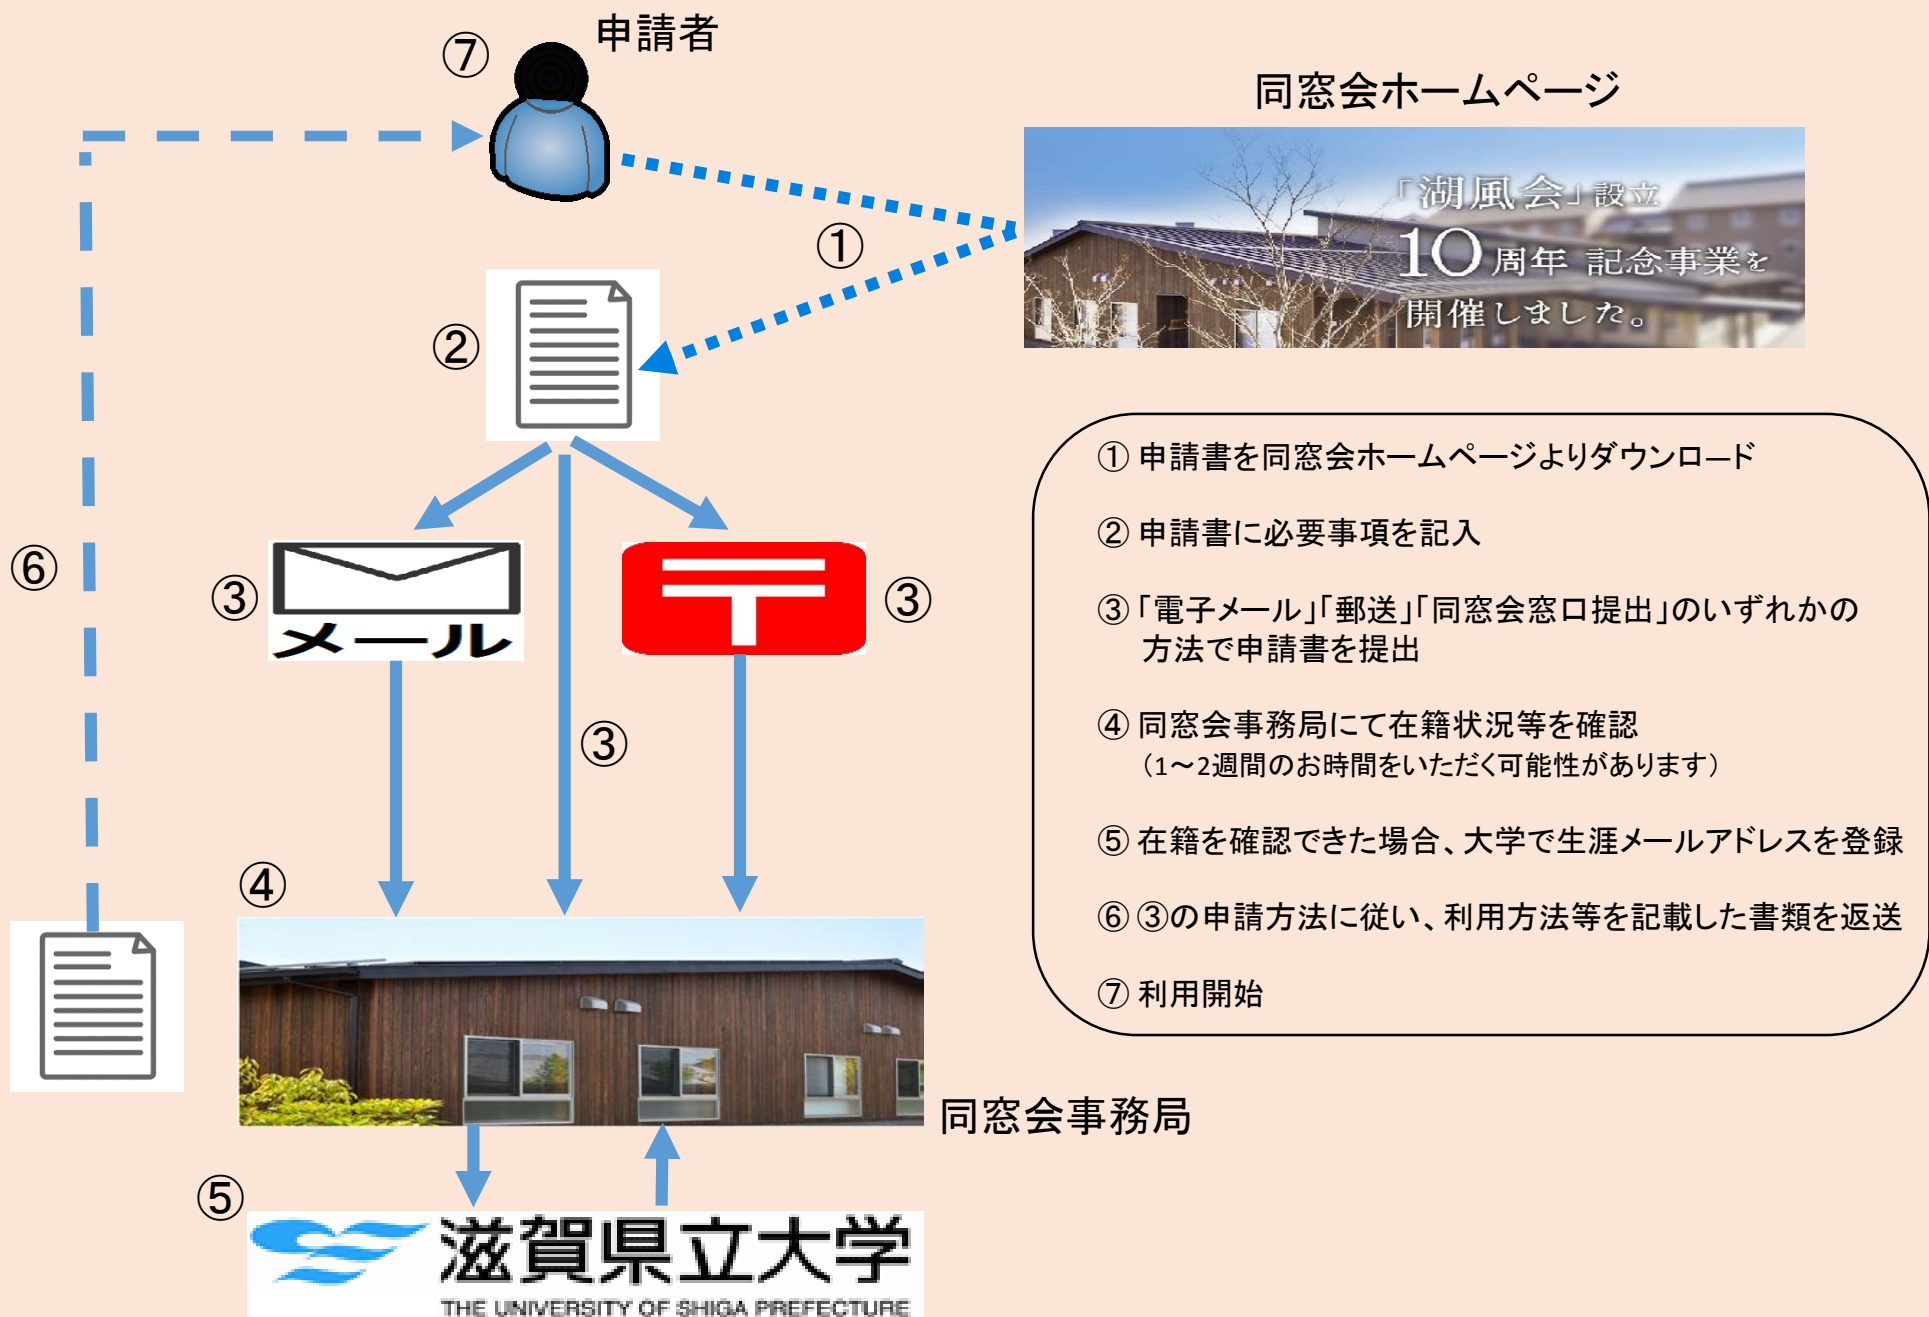 申請者
⑦
同窓会ホームページ
「湖風会」設立
10周年 記念事業を
開催しました。
①
②
① 申請書を同窓会ホームページよりダウンロード
② 申請書に必要事項を記入
③「電子メール」「郵送」「同窓会窓口提出」のいずれかの
方法で申請書を提出
④ 同窓会事務局にて在籍状況等を確認
（1～2週間のお時間をいただく可能性があります）
⑤ 在籍を確認できた場合、大学で生涯メールアドレスを登録
⑥ ③の申請方法に従い、利用方法等を記載した書類を返送
⑦ 利用開始
⑥
③
メール
〒
③
③
④
同窓会事務局
⑤
滋賀県立大学
THE UNIVERSITY OF SHIGA PREFECTURE